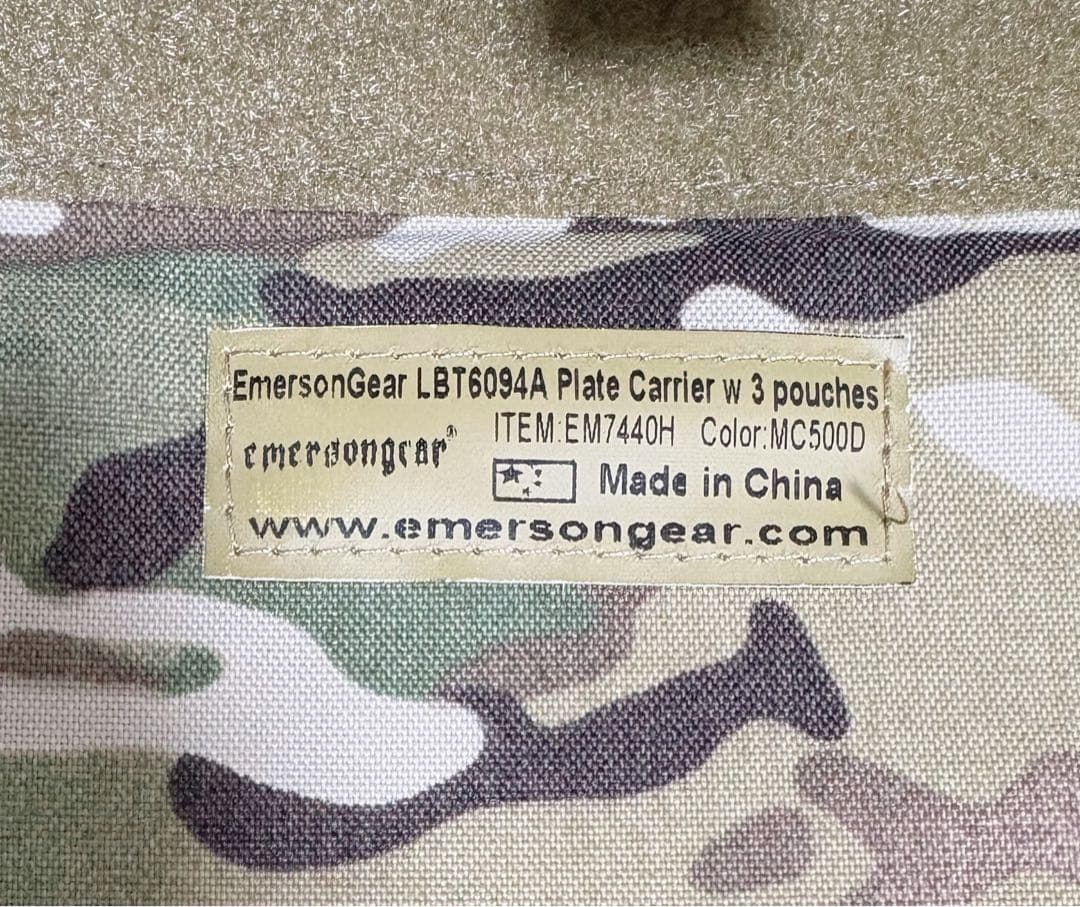 EmersonGear LBT6094A Plate Carrier w 3 pouches
ITEM:EM7440H Color:MC500D
emersongear®
Made in China
www.emersongear.com